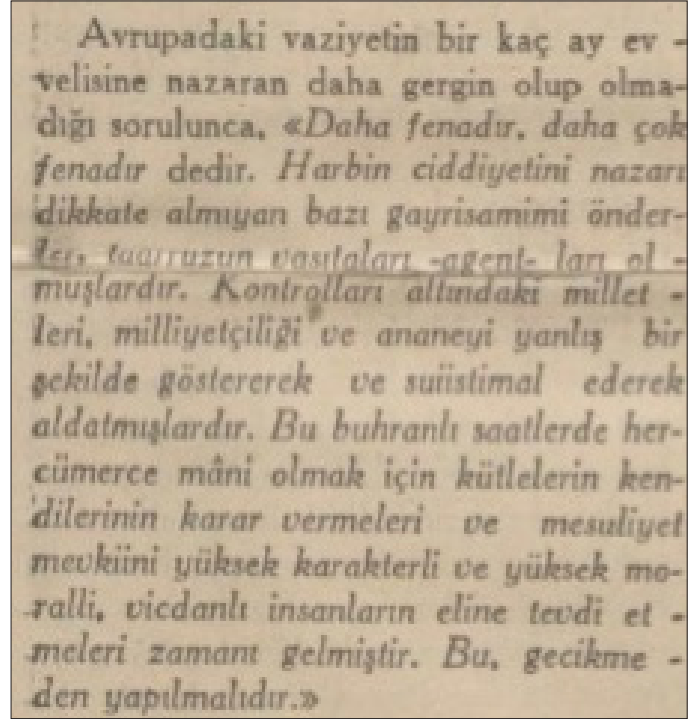 Avrupadaki vaziyetin bir kaç ay ev -
velisine nazaran daha gergin olup olma-
dığı sorulunca, «Daha fenadır, daha çok
fenadır dedir. Harbin ciddiyetini nazarı
dikkate almıyan bazı gayrisamimi önder-
ler, taarruzun vasıtaları -agent- ları ol -
muşlardır. Kontrolları altındaki millet -
leri, milliyetçiliği ve ananeyi yanlış bir
şekilde göstererek ve suiistimal ederek
aldatmışlardır. Bu buhranlı saatlerde her-
cümerce mâni olmak için kütlelerin ken-
dilerinin karar vermeleri ve mesuliyet
mevkiini yüksek karakterli ve yüksek mo-
ralli, vicdanlı insanların eline tevdi et -
meleri zamanı gelmiştir. Bu, gecikme -
den yapılmalıdır.»